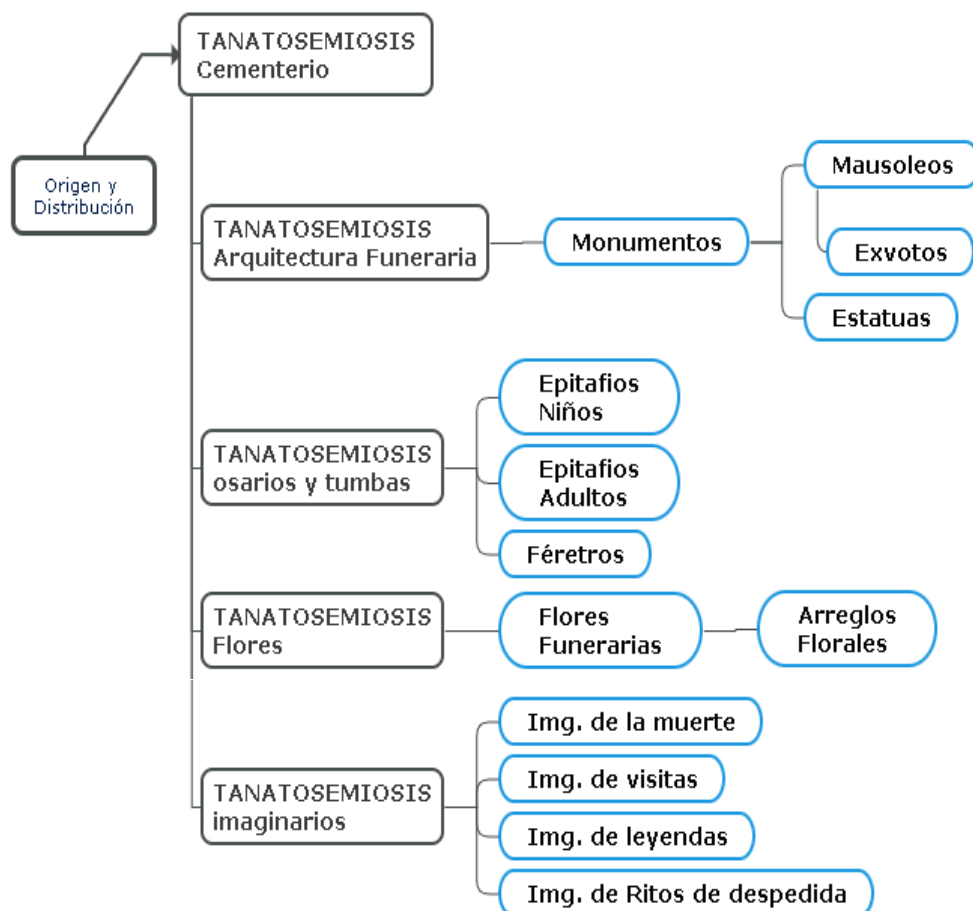 TANATOSEMIOSIS
Cementerio
Origen y
Distribución
TANATOSEMIOSIS
Arquitectura Funeraria
Monumentos
Mausoleos
Exvotos
Estatuas
TANATOSEMIOSIS
osarios y tumbas
Epitafios
Niños
Epitafios
Adultos
Féretros
TANATOSEMIOSIS
Flores
Flores
Funerarias
Arreglos
Florales
TANATOSEMIOSIS
imaginarios
Img. de la muerte
Img. de visitas
Img. de leyendas
Img. de Ritos de despedida